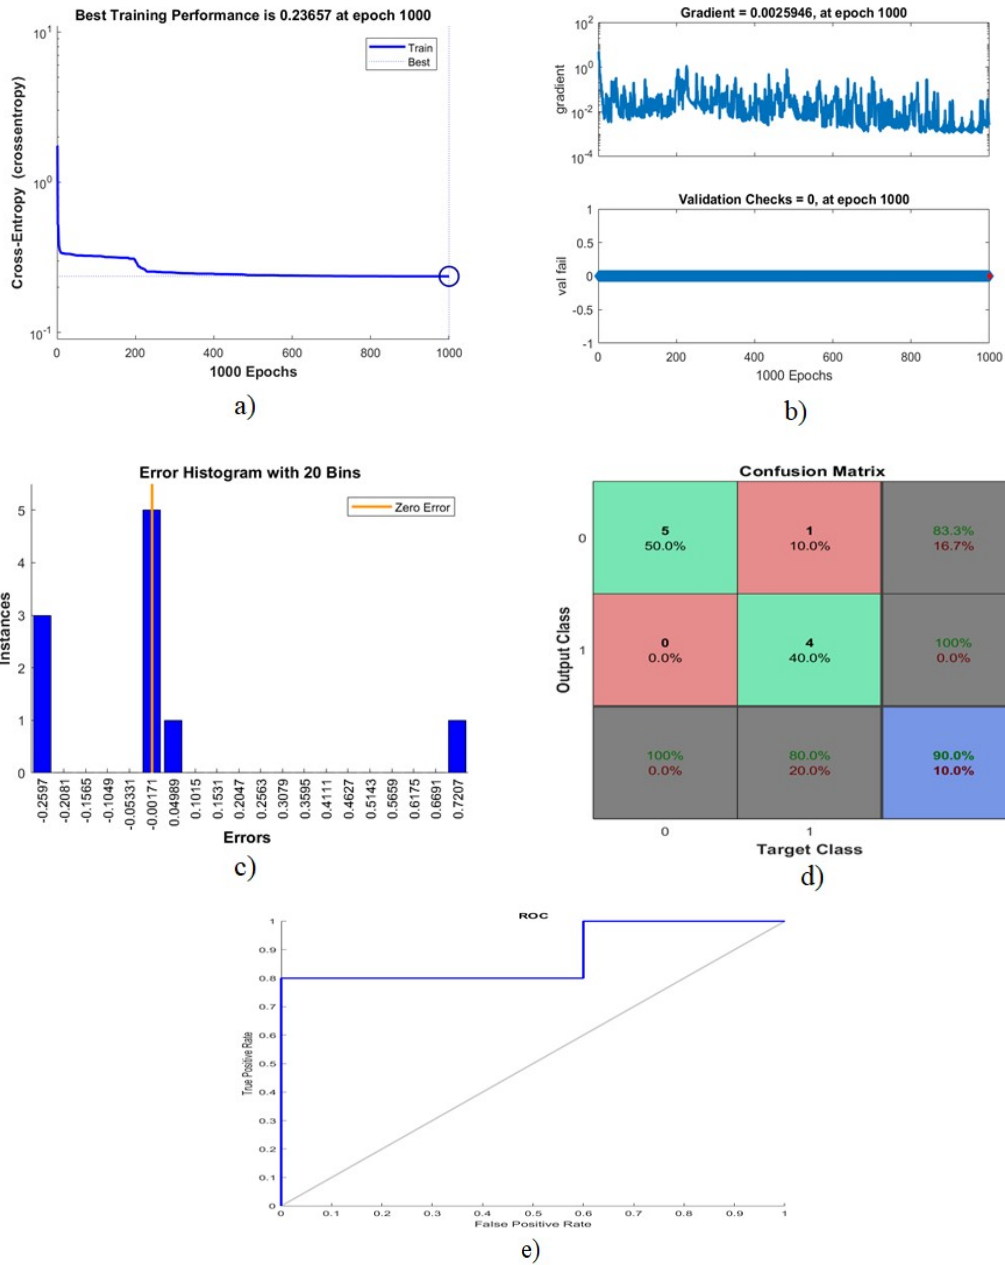 Best Training Performance is 0.23657 at epoch 1000
Cross-Entropy (crossentropy)
10^1
10^0
10^-1
Train
Best
0 200 400 600 800 1000
1000 Epochs
a)
Gradient = 0.0025946, at epoch 1000
gradient
10^2
10^0
10^-2
10^-4
0 200 400 600 800 1000
Validation Checks = 0, at epoch 1000
val fail
1
0.5
0
-0.5
-1
0 200 400 600 800 1000
1000 Epochs
b)
Error Histogram with 20 Bins
Instances
5
4
3
2
1
0
Zero Error
-0.2597
-0.2081
-0.1565
-0.1049
-0.05331
-0.00171
0.04989
0.1015
0.1531
0.2047
0.2563
0.3079
0.3595
0.4111
0.4627
0.5143
0.5659
0.6175
0.6691
0.7207
Errors
c)
Confusion Matrix
Output Class
0
5 1 83.3%
50.0% 10.0% 16.7%
1
0 4 100%
0.0% 40.0% 0.0%
100% 80.0% 90.0%
0.0% 20.0% 10.0%
0 1
Target Class
d)
ROC
True Positive Rate
1
0.9
0.8
0.7
0.6
0.5
0.4
0.3
0.2
0.1
0
0 0.1 0.2 0.3 0.4 0.5 0.6 0.7 0.8 0.9 1
False Positive Rate
e)